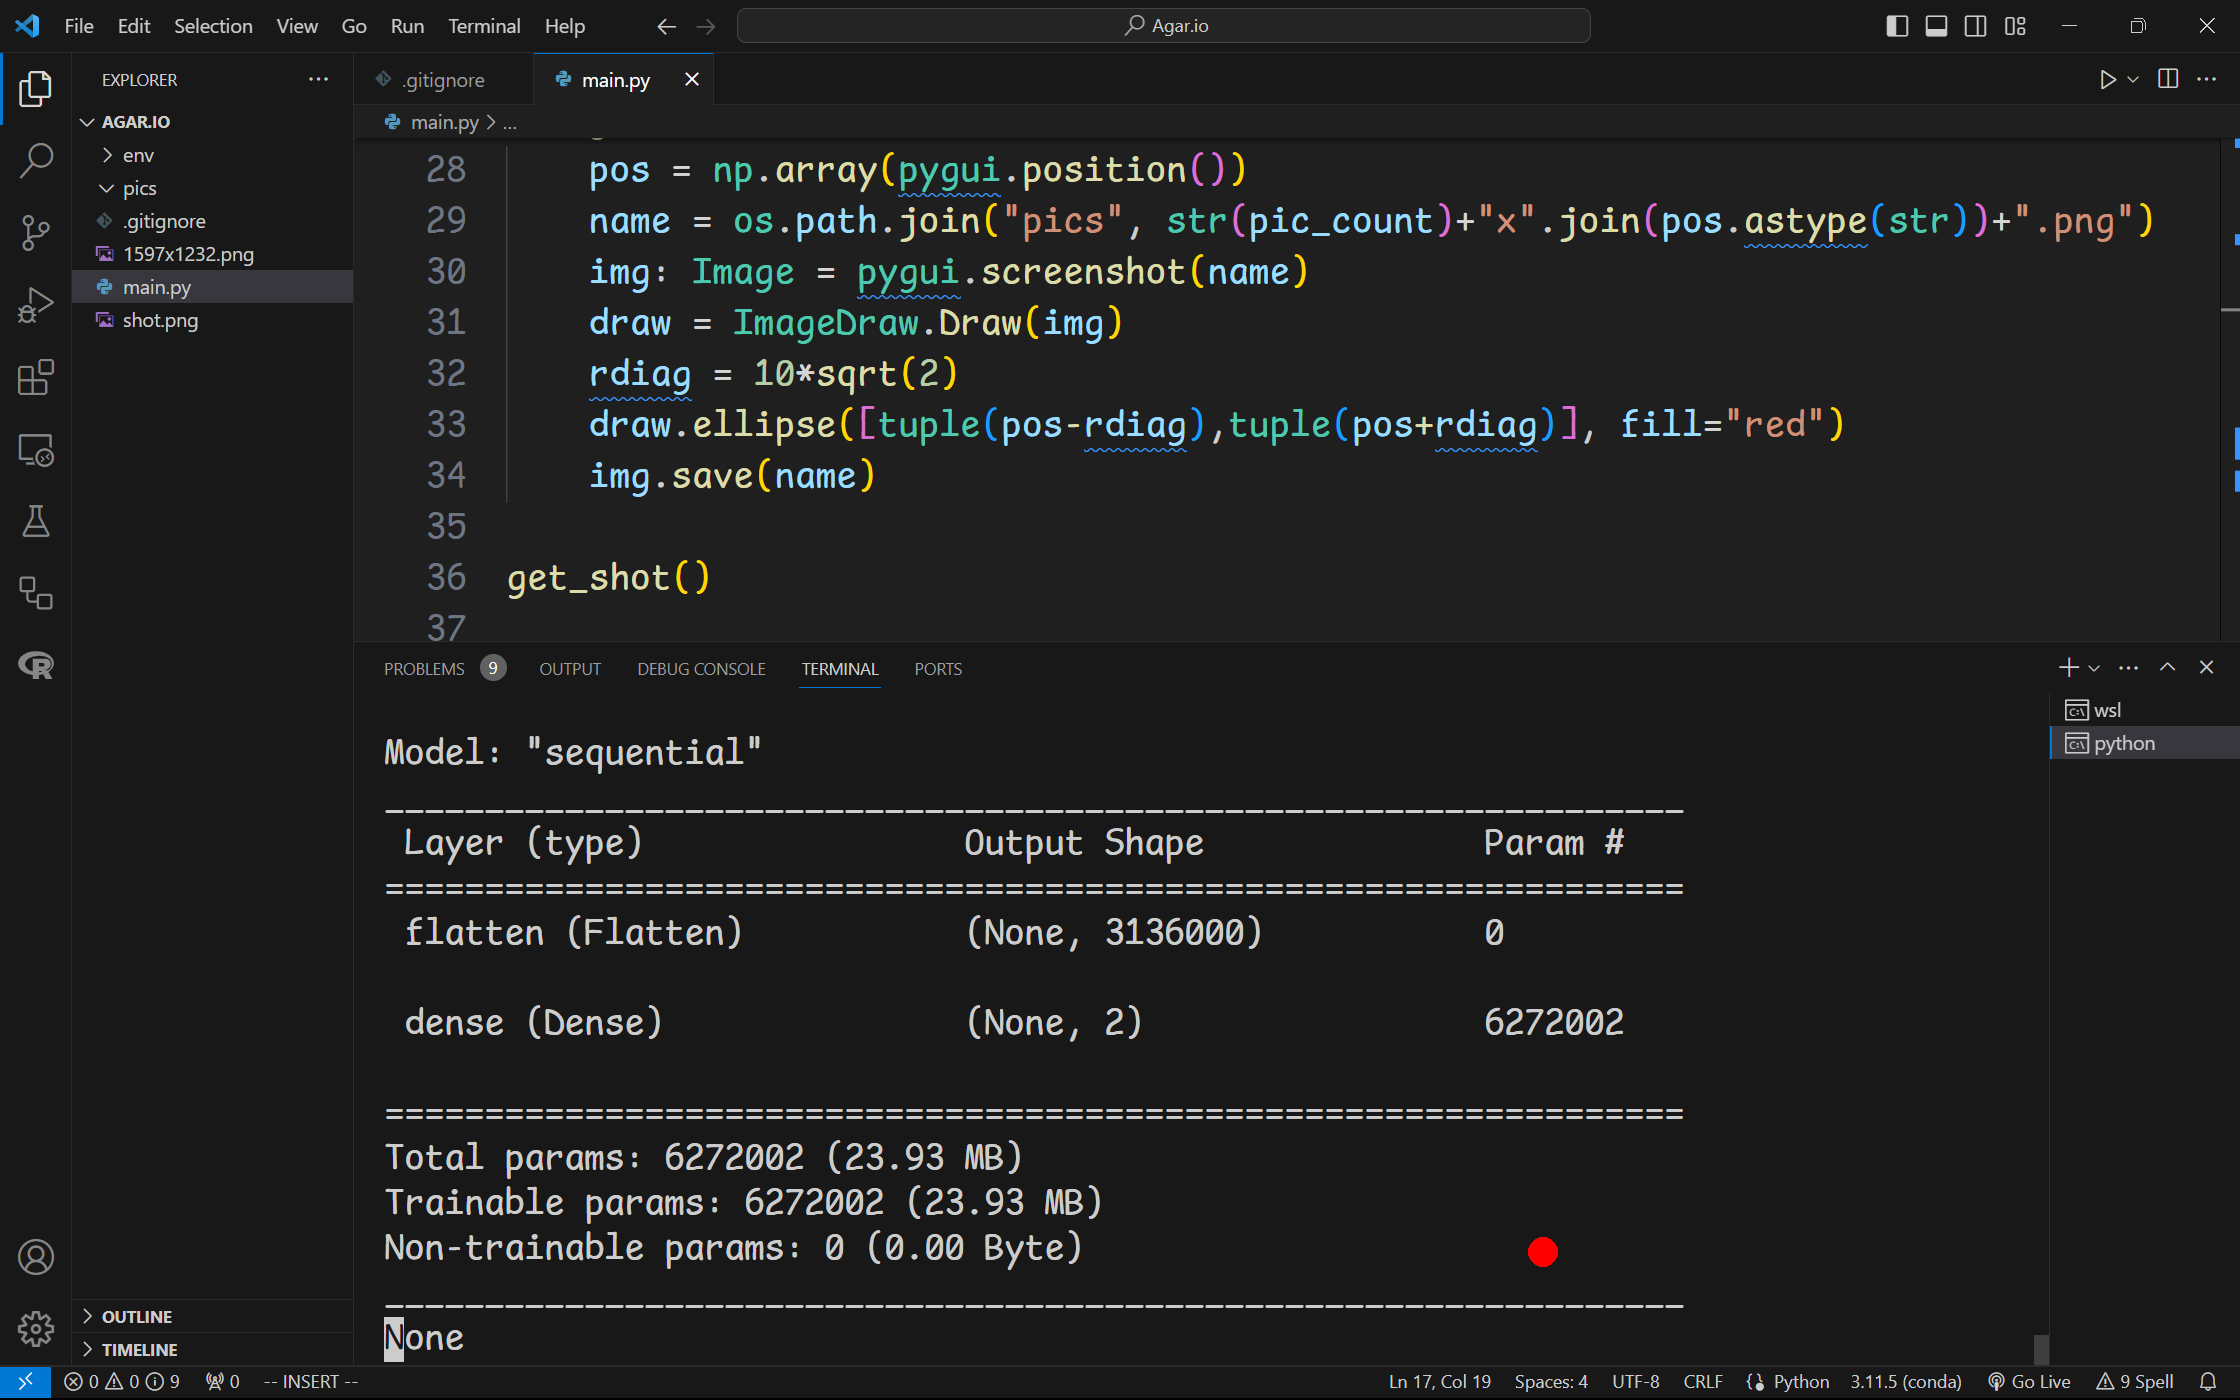 File Edit Selection View Go Run Terminal Help
Agar.io
EXPLORER
AGAR.IO
env
pics
.gitignore
1597x1232.png
main.py
shot.png
OUTLINE
TIMELINE
.gitignore
main.py
main.py > ...
28 pos = np.array(pygui.position())
29 name = os.path.join("pics", str(pic_count)+"x".join(pos.astype(str))+".png")
30 img: Image = pygui.screenshot(name)
31 draw = ImageDraw.Draw(img)
32 rdiag = 10*sqrt(2)
33 draw.ellipse([tuple(pos-rdiag),tuple(pos+rdiag)], fill="red")
34 img.save(name)
35
36 get_shot()
37
PROBLEMS 9 OUTPUT DEBUG CONSOLE TERMINAL PORTS
wsl
python
Model: "sequential"
_________________________________________________________________
Layer (type) Output Shape Param #
=================================================================
flatten (Flatten) (None, 3136000) 0
dense (Dense) (None, 2) 6272002
=================================================================
Total params: 6272002 (23.93 MB)
Trainable params: 6272002 (23.93 MB)
Non-trainable params: 0 (0.00 Byte)
_________________________________________________________________
None
0 0 9 0 -- INSERT -- Ln 17, Col 19 Spaces: 4 UTF-8 CRLF Python 3.11.5 (conda) Go Live 9 Spell